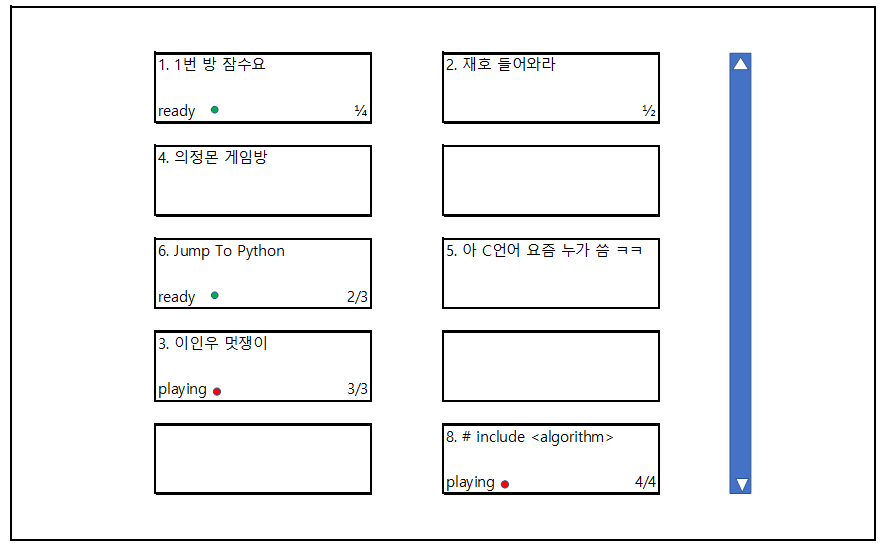 1. 1번 방 잠수요
ready
¼
2. 재호 들어와라
½
4. 의정몬 게임방
6. Jump To Python
ready
2/3
5. 아 C언어 요즘 누가 씀 ㅋㅋ
3. 이인우 멋쟁이
playing
3/3
8. # include <algorithm>
playing
4/4